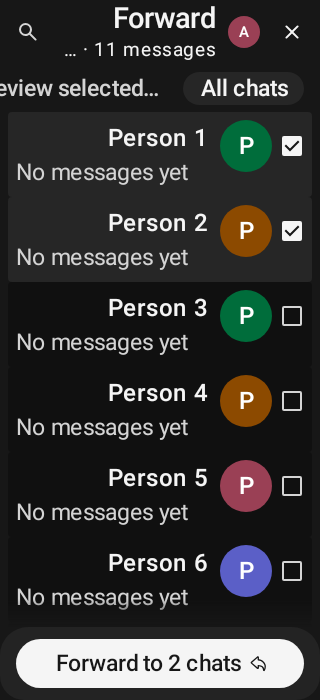 Forward
... · 11 messages
A
eview selected...
All chats
Person 1
No messages yet
P
Person 2
No messages yet
P
Person 3
No messages yet
P
Person 4
No messages yet
P
Person 5
No messages yet
P
Person 6
No messages yet
P
Forward to 2 chats